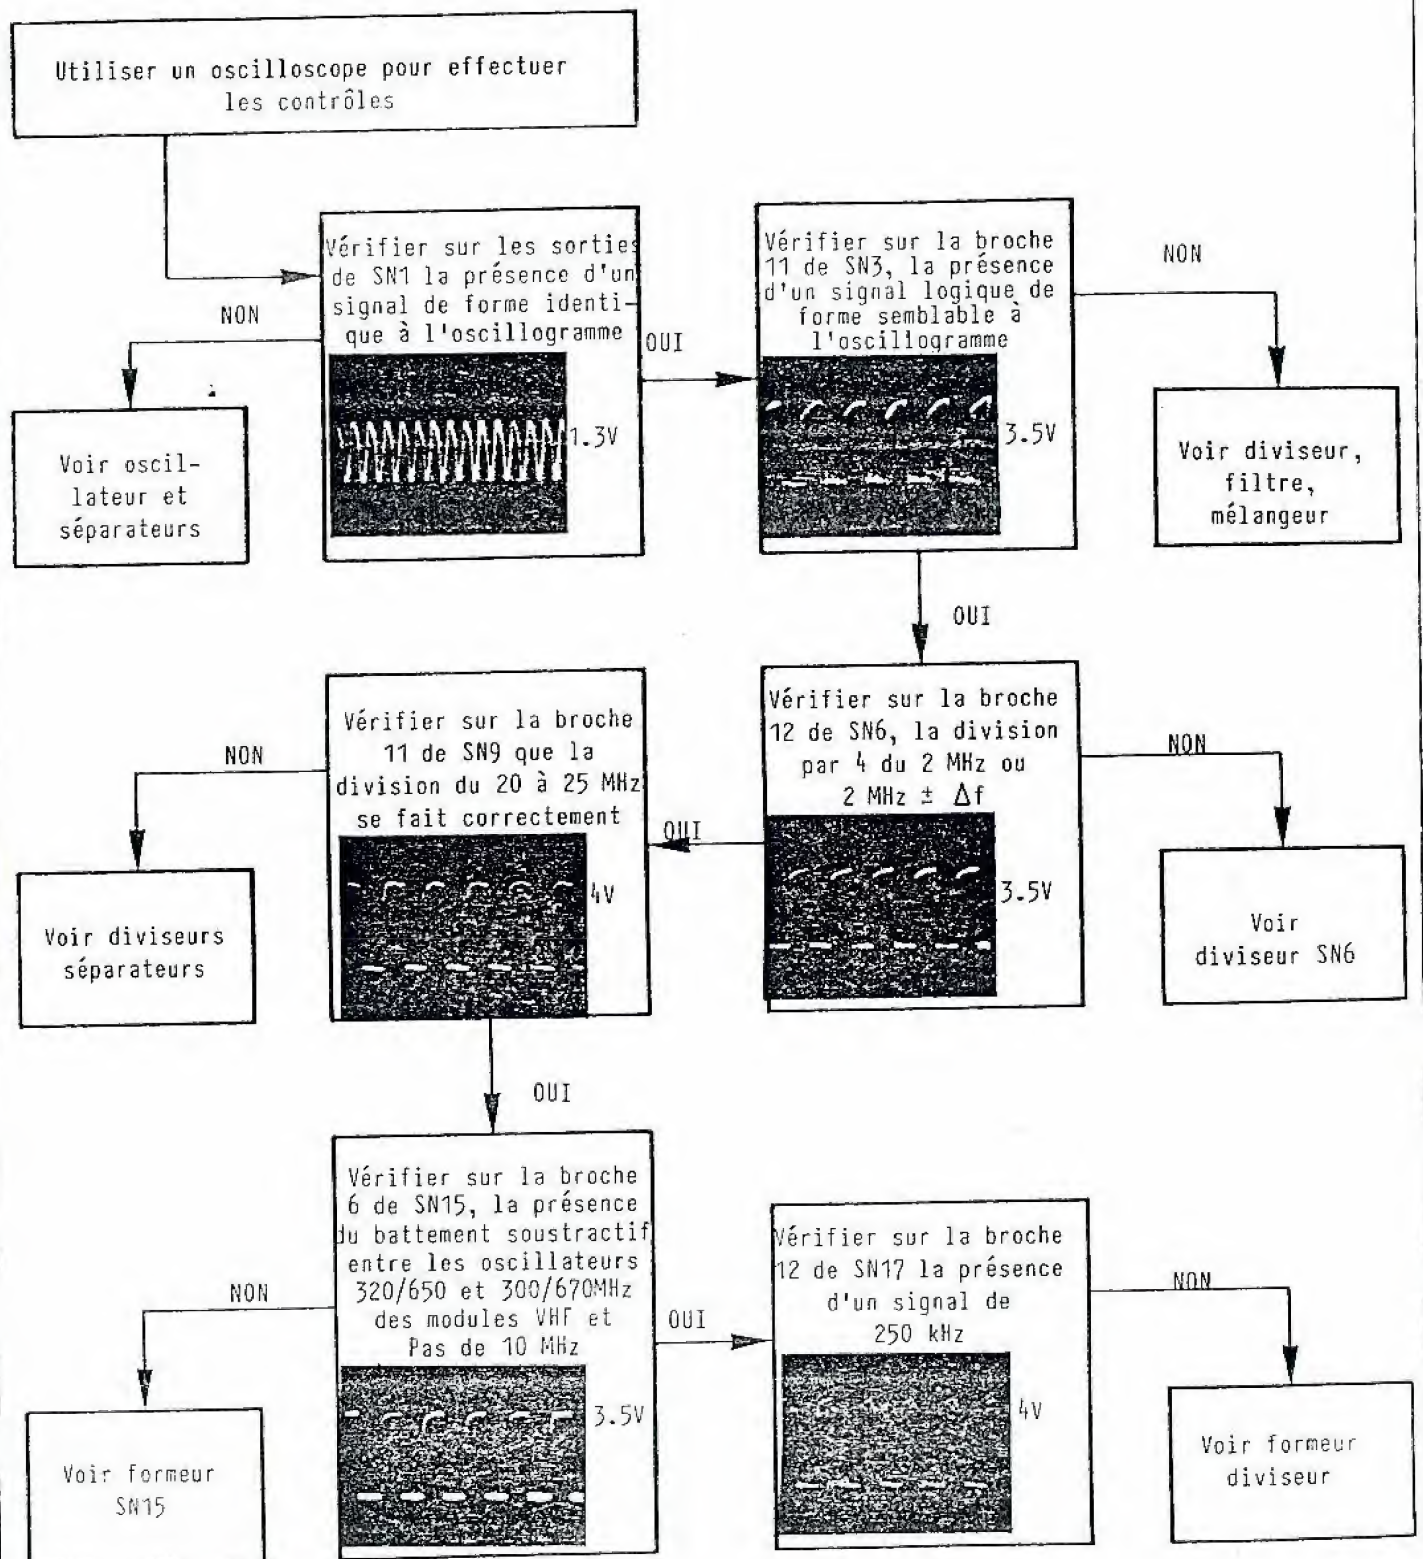 Utiliser un oscilloscope pour effectuer
les contrôles
Vérifier sur les sorties
de SN1 la présence d'un
signal de forme identi-
que à l'oscillogramme
1.3V
NON
Voir oscil-
lateur et
séparateurs
OUI
Vérifier sur la broche
11 de SN3, la présence
d'un signal logique de
forme semblable à
l'oscillogramme
3.5V
NON
Voir diviseur,
filtre,
mélangeur
OUI
Vérifier sur la broche
12 de SN6, la division
par 4 du 2 MHz ou
2 MHz ± Δf
3.5V
NON
Voir
diviseur SN6
OUI
Vérifier sur la broche
11 de SN9 que la
division du 20 à 25 MHz
se fait correctement
4V
NON
Voir diviseurs
séparateurs
OUI
Vérifier sur la broche
6 de SN15, la présence
du battement soustractif
entre les oscillateurs
320/650 et 300/670MHz
des modules VHF et
Pas de 10 MHz
3.5V
NON
Voir formeur
SN15
OUI
Vérifier sur la broche
12 de SN17 la présence
d'un signal de
250 kHz
4V
NON
Voir formeur
diviseur